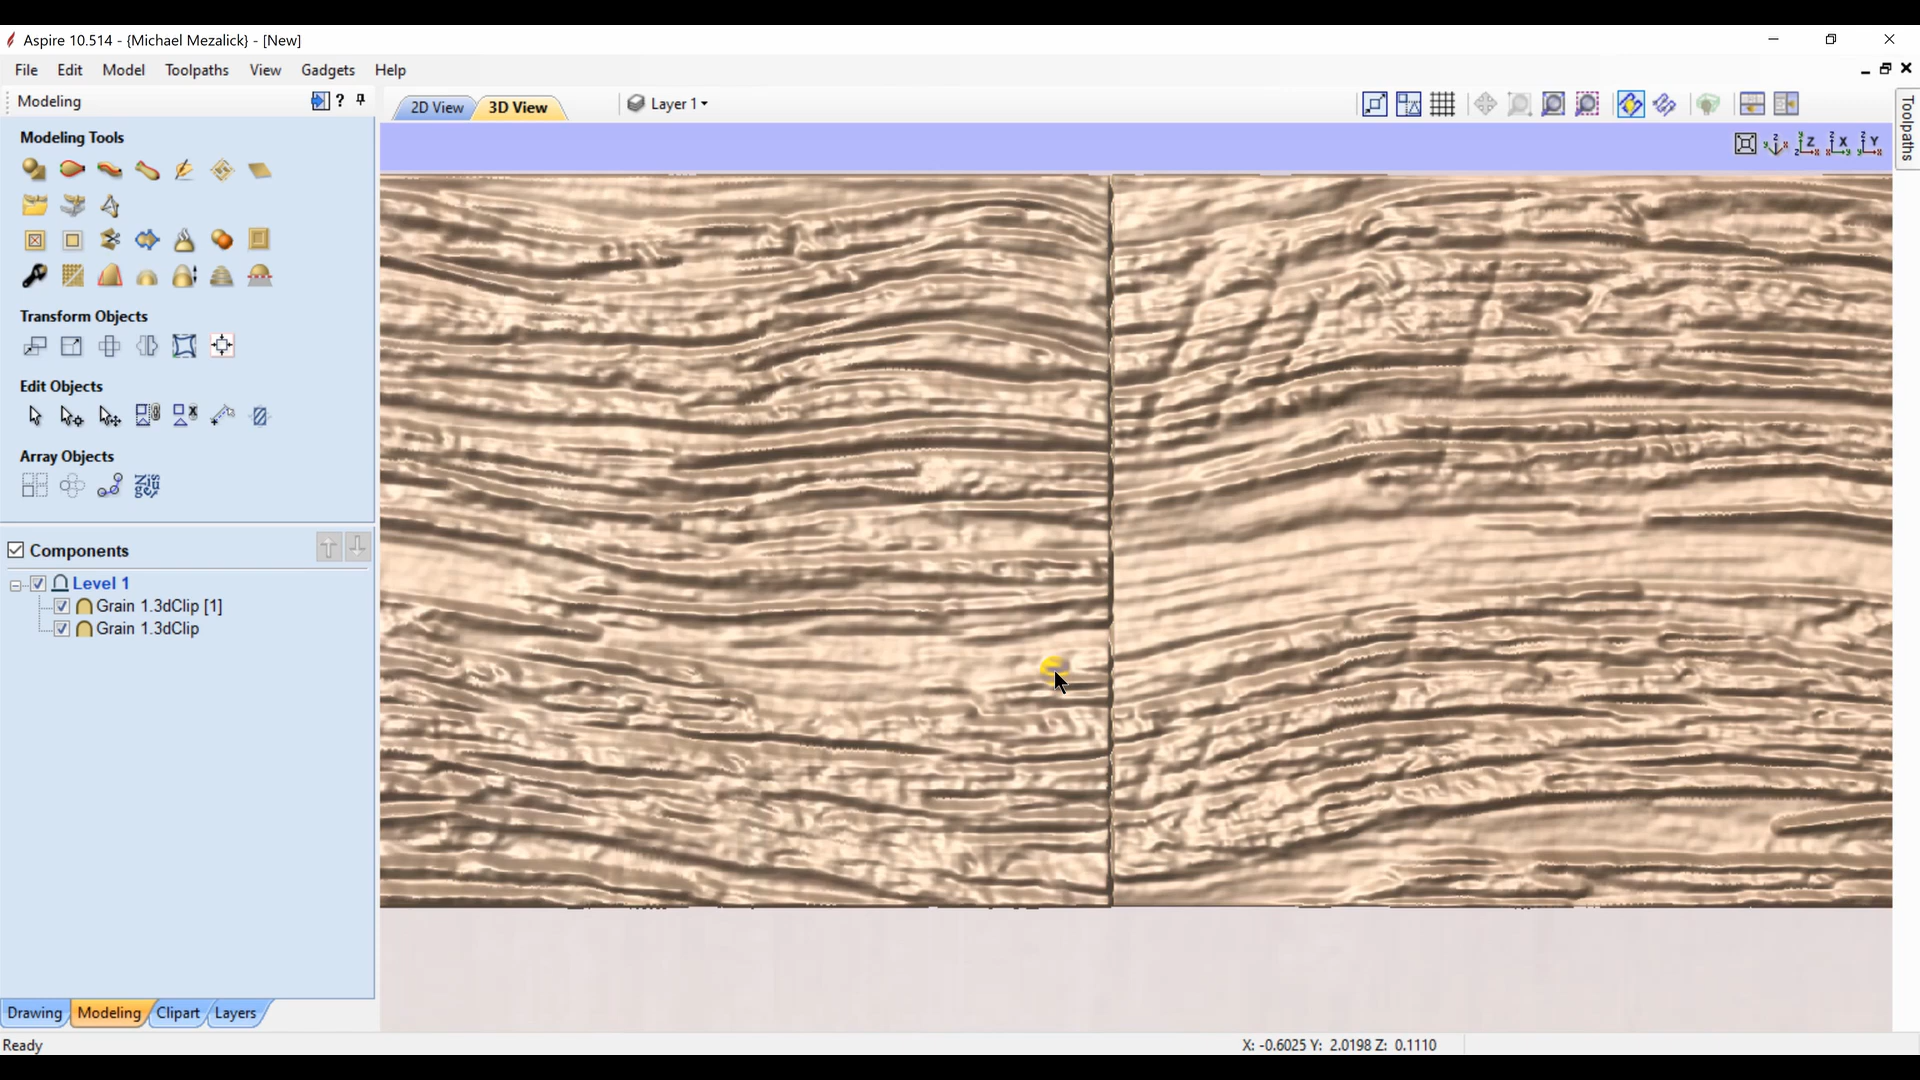 Aspire 10.514 - {Michael Mezalick} - [New]
File Edit Model Toolpaths View Gadgets Help
Modeling ?
2D View 3D View Layer 1
Toolpaths
Modeling Tools
Transform Objects
Edit Objects
Array Objects
Components
Level 1
Grain 1.3dClip [1]
Grain 1.3dClip
Drawing Modeling Clipart Layers
Ready X: -0.6025 Y: 2.0198 Z: 0.1110